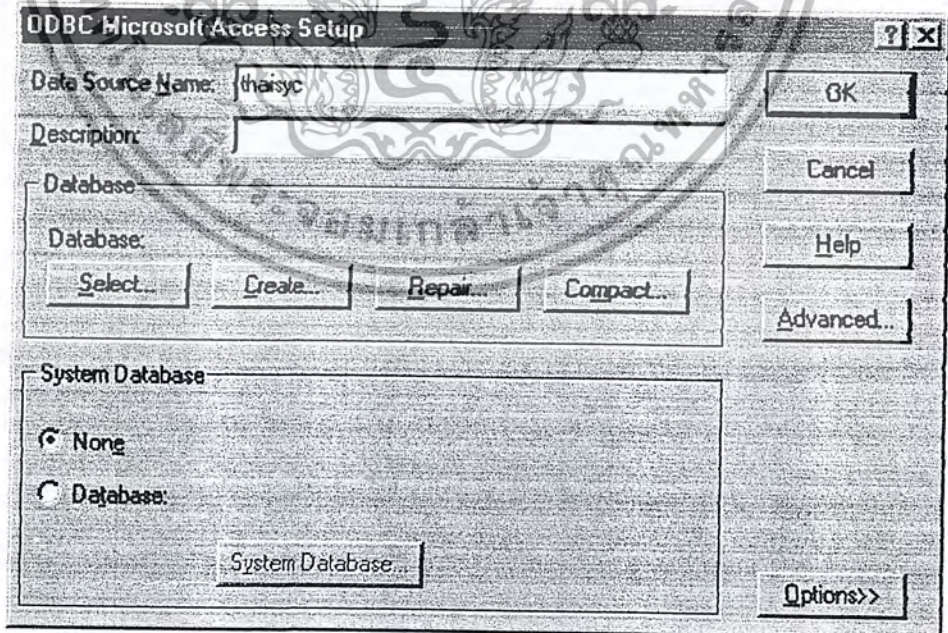 ODBC Microsoft Access Setup
Data Source Name: thaisyc
OK
Description:
Cancel
Database
Database:
Help
Select... Create... Repair... Compact...
Advanced...
System Database
None
Database:
System Database...
Options>>